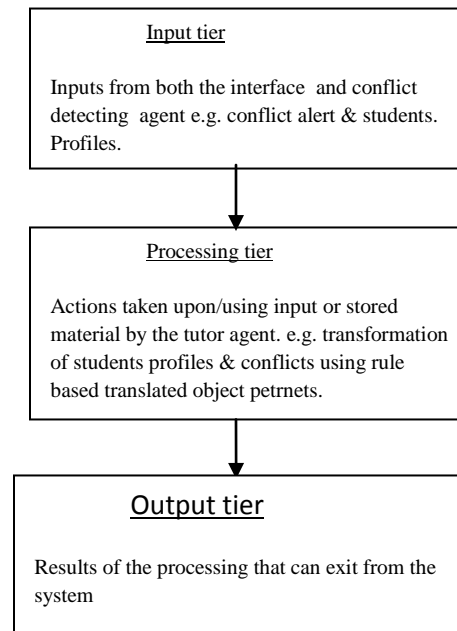 Input tier
Inputs from both the interface and conflict
detecting agent e.g. conflict alert & students.
Profiles.
Processing tier
Actions taken upon/using input or stored
material by the tutor agent. e.g. transformation
of students profiles & conflicts using rule
based translated object petrnets.
Output tier
Results of the processing that can exit from the
system